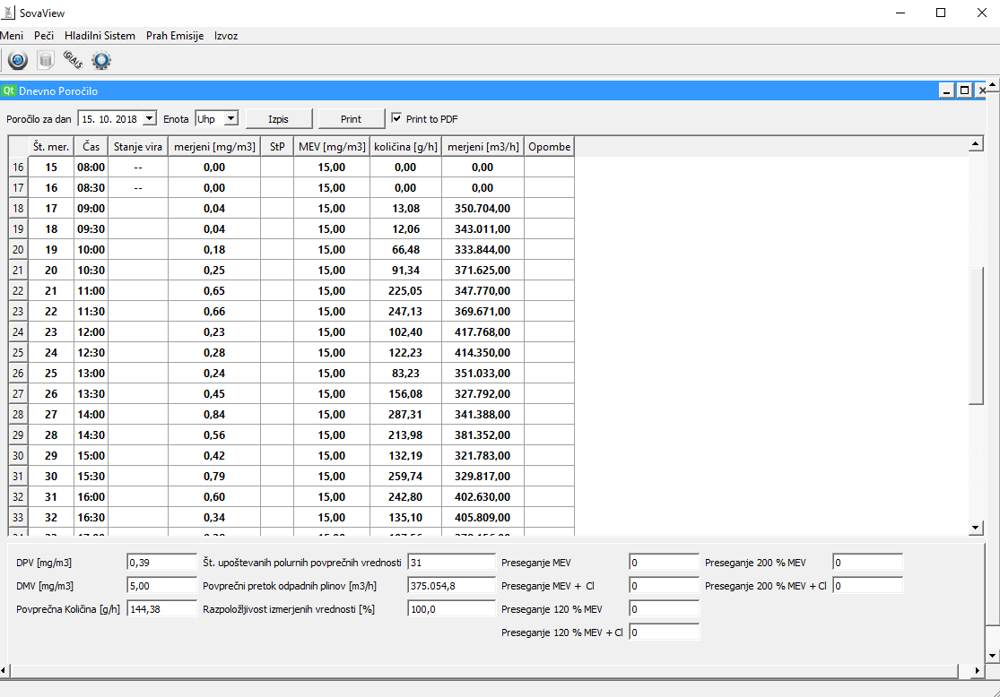 SovaView
Meni Peči Hladilni Sistem Prah Emisije Izvoz
SIGNALS
Qt Dnevno Poročilo
Poročilo za dan 15. 10. 2018 Enota Uhp Izpis Print Print to PDF
Št. mer. Čas Stanje vira merjeni [mg/m3] StP MEV [mg/m3] količina [g/h] merjeni [m3/h] Opombe
16 15 08:00 -- 0,00 15,00 0,00 0,00
17 16 08:30 -- 0,00 15,00 0,00 0,00
18 17 09:00 0,04 15,00 13,08 350.704,00
19 18 09:30 0,04 15,00 12,06 343.011,00
20 19 10:00 0,18 15,00 66,48 333.844,00
21 20 10:30 0,25 15,00 91,34 371.625,00
22 21 11:00 0,65 15,00 225,05 347.770,00
23 22 11:30 0,66 15,00 247,13 369.671,00
24 23 12:00 0,23 15,00 102,40 417.768,00
25 24 12:30 0,28 15,00 122,23 414.350,00
26 25 13:00 0,24 15,00 83,23 351.033,00
27 26 13:30 0,45 15,00 156,08 327.792,00
28 27 14:00 0,84 15,00 287,31 341.388,00
29 28 14:30 0,56 15,00 213,98 381.352,00
30 29 15:00 0,42 15,00 132,19 321.783,00
31 30 15:30 0,79 15,00 259,74 329.817,00
32 31 16:00 0,60 15,00 242,80 402.630,00
33 32 16:30 0,34 15,00 135,10 405.809,00
DPV [mg/m3] 0,39 Št. upoštevanih polurnih povprečnih vrednosti 31 Preseganje MEV 0 Preseganje 200 % MEV 0
DMV [mg/m3] 5,00 Povprečni pretok odpadnih plinov [m3/h] 375.054,8 Preseganje MEV + Cl 0 Preseganje 200 % MEV + Cl 0
Povprečna Količina [g/h] 144,38 Razpoložljivost izmerjenih vrednosti [%] 100,0 Preseganje 120 % MEV 0
Preseganje 120 % MEV + Cl 0